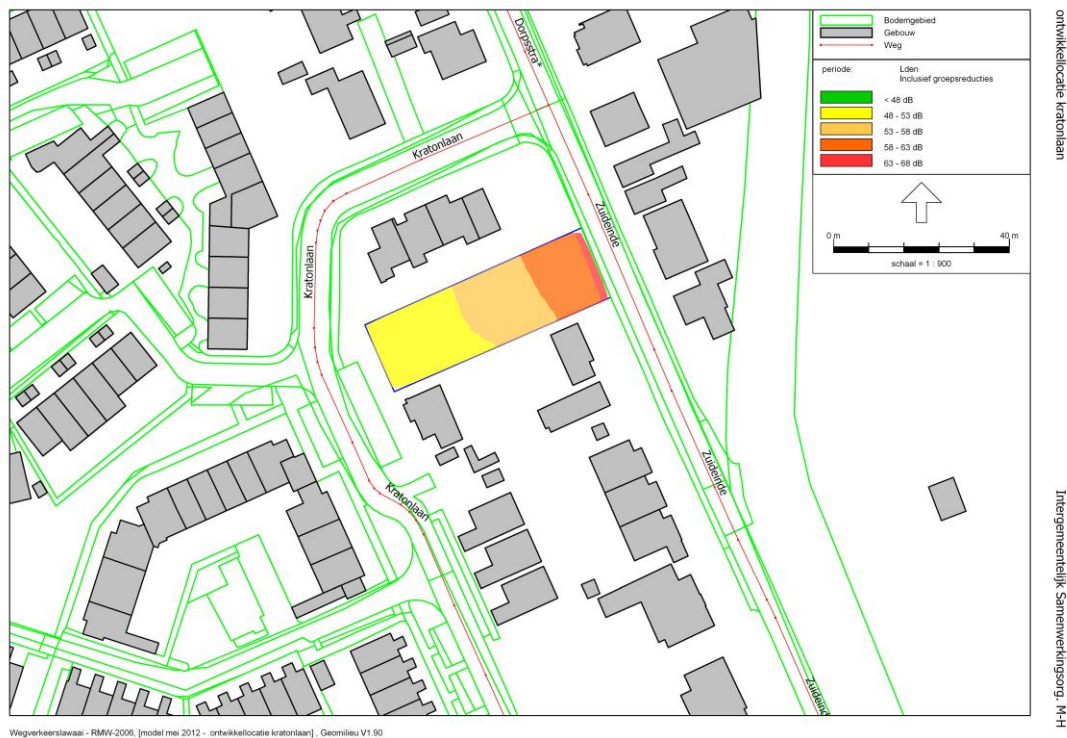 Bodemgebied
Gebouw
Weg
periode: Lden
Inclusief groepsreducties
< 48 dB
48 - 53 dB
53 - 58 dB
58 - 63 dB
63 - 68 dB
0 m 40 m
schaal = 1 : 900
Dorpsstra*
Kratonlaan
Zuideinde
Kratonlaan
Zuideinde
Kratonlaan
Zuideinde
ontwikkellocatie kratonlaan
Intergemeentelijk Samenwerkingsorg. M-H
Wegverkeerslawaai - RMW-2006, [model mei 2012 - ontwikkellocatie kratonlaan] , Geomilieu V1.90